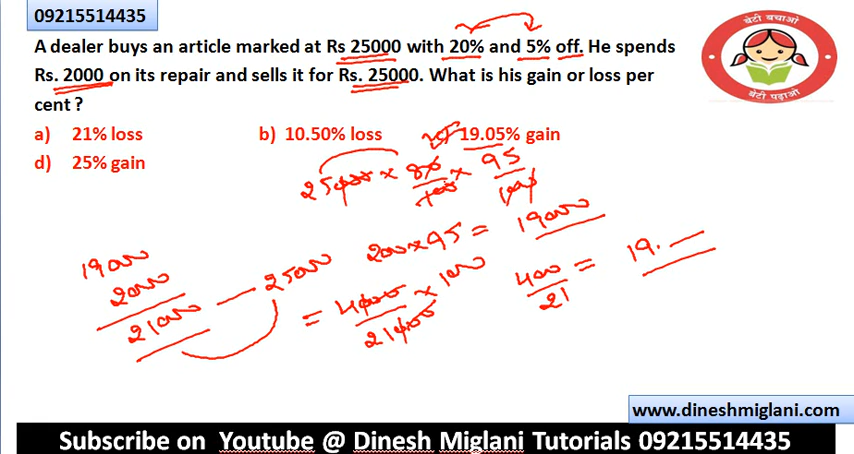 09215514435
A dealer buys an article marked at Rs 25000 with 20% and 5% off. He spends
Rs. 2000 on its repair and sells it for Rs. 25000. What is his gain or loss per
cent ?
a) 21% loss b) 10.50% loss c) 19.05% gain
d) 25% gain
बेटी बचाओ
बेटी पढ़ाओ
25000 × 80/100 × 95/100
200×95 = 19000
19000
2000
21000 — 25000
= 4000/21000 × 100
400/21 = 19.
www.dineshmiglani.com
Subscribe on Youtube @ Dinesh Miglani Tutorials 09215514435